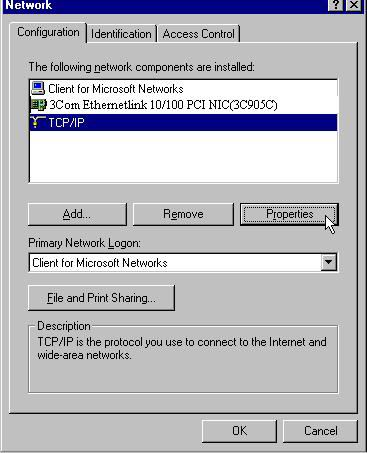 Network
Configuration Identification Access Control
The following network components are installed:
Client for Microsoft Networks
3Com Ethernetlink 10/100 PCI NIC(3C905C)
TCP/IP
Add... Remove Properties
Primary Network Logon:
Client for Microsoft Networks
File and Print Sharing...
Description
TCP/IP is the protocol you use to connect to the Internet and
wide-area networks.
OK Cancel